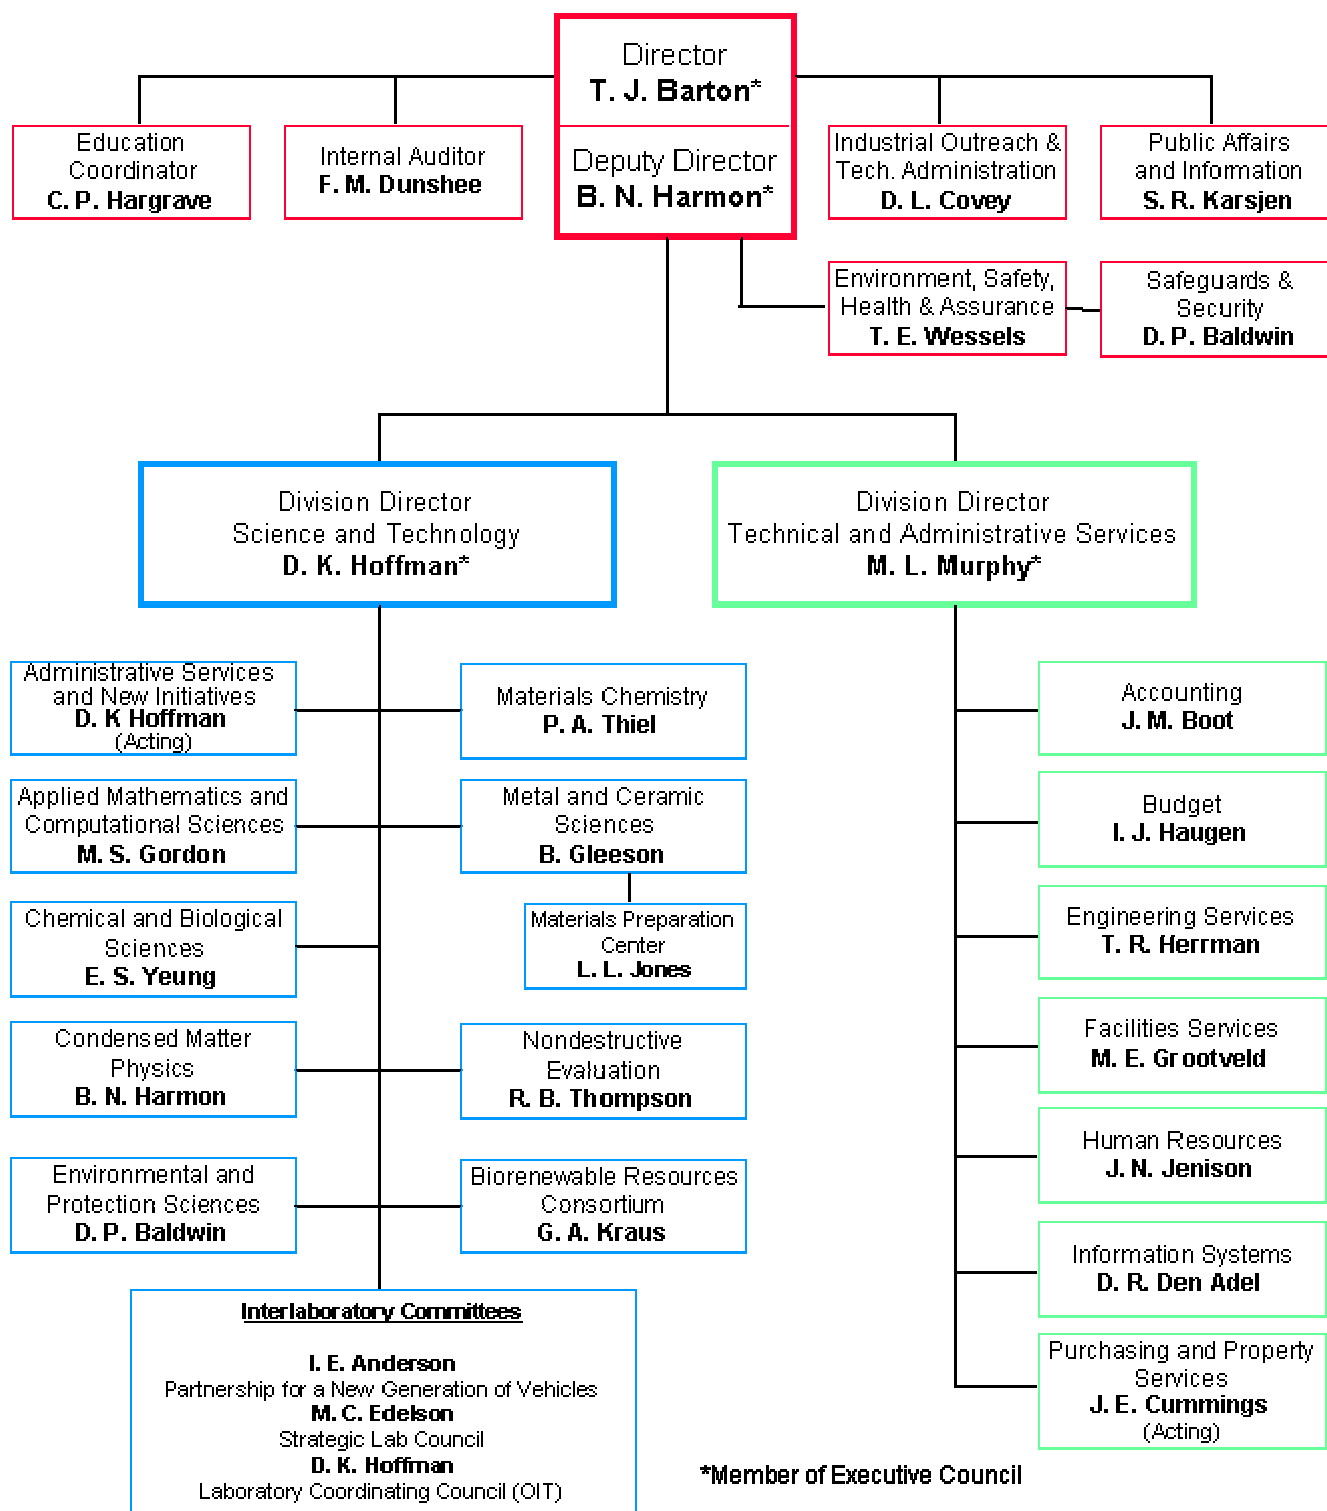 Director
T. J. Barton*
Deputy Director
B. N. Harmon*
Education
Coordinator
C. P. Hargrave
Internal Auditor
F. M. Dunshee
Industrial Outreach &
Tech. Administration
D. L. Covey
Public Affairs
and Information
S. R. Karsjen
Environment, Safety,
Health & Assurance
T. E. Wessels
Safeguards &
Security
D. P. Baldwin
Division Director
Science and Technology
D. K. Hoffman*
Division Director
Technical and Administrative Services
M. L. Murphy*
Administrative Services
and New Initiatives
D. K Hoffman
(Acting)
Materials Chemistry
P. A. Thiel
Applied Mathematics and
Computational Sciences
M. S. Gordon
Metal and Ceramic
Sciences
B. Gleeson
Chemical and Biological
Sciences
E. S. Yeung
Materials Preparation
Center
L. L. Jones
Condensed Matter
Physics
B. N. Harmon
Nondestructive
Evaluation
R. B. Thompson
Environmental and
Protection Sciences
D. P. Baldwin
Biorenewable Resources
Consortium
G. A. Kraus
Interlaboratory Committees
I. E. Anderson
Partnership for a New Generation of Vehicles
M. C. Edelson
Strategic Lab Council
D. K. Hoffman
Laboratory Coordinating Council (OIT)
Accounting
J. M. Boot
Budget
I. J. Haugen
Engineering Services
T. R. Herrman
Facilities Services
M. E. Grootveld
Human Resources
J. N. Jenison
Information Systems
D. R. Den Adel
Purchasing and Property
Services
J. E. Cummings
(Acting)
*Member of Executive Council